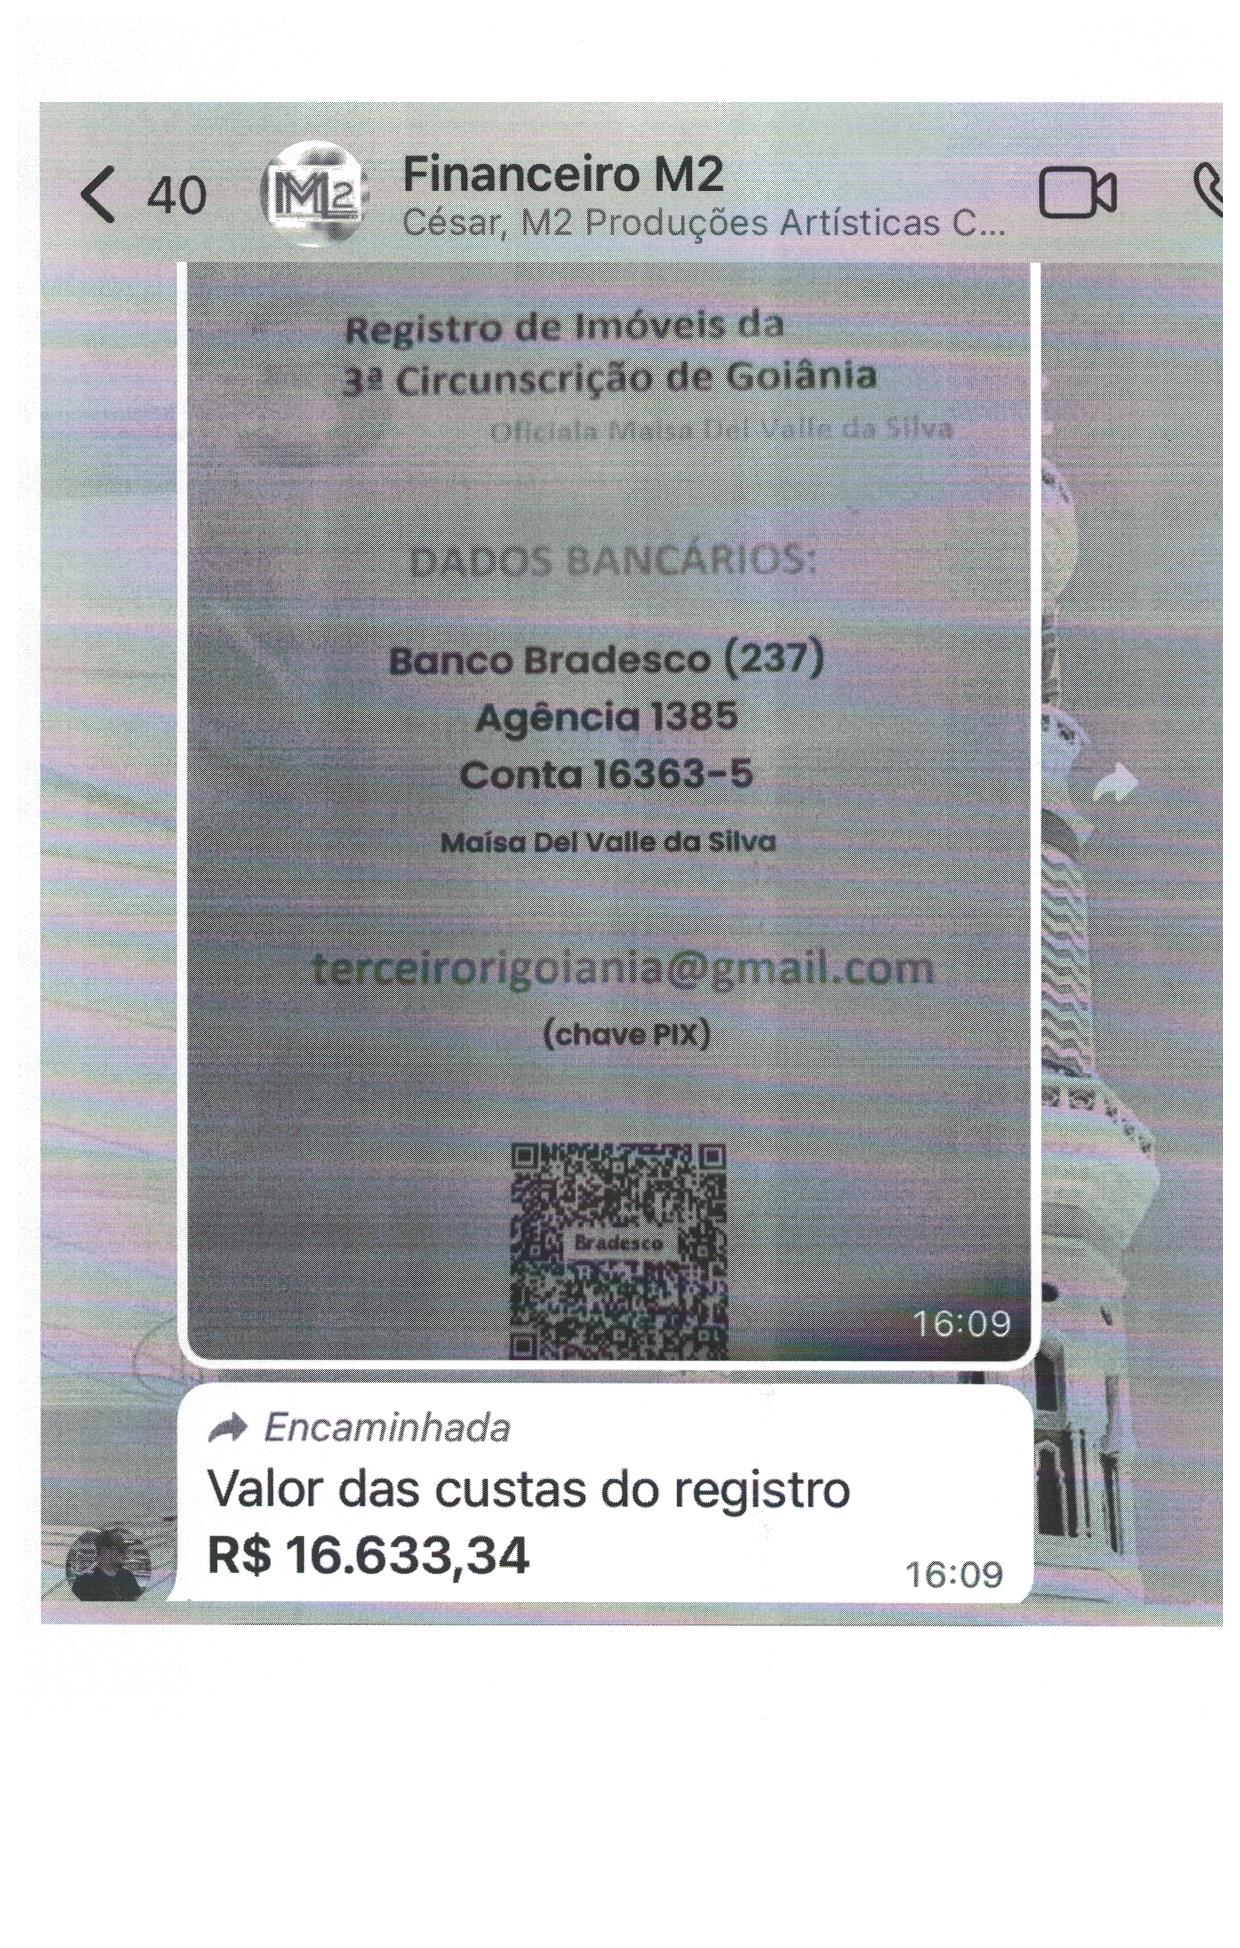 40
M2
Financeiro M2
César, M2 Produções Artísticas C...
Registro de Imóveis da
3ª Circunscrição de Goiânia
Oficiala Maísa Del Valle da Silva
DADOS BANCÁRIOS:
Banco Bradesco (237)
Agência 1385
Conta 16363-5
Maísa Del Valle da Silva
terceirorigoiania@gmail.com
(chave PIX)
Bradesco
16:09
Encaminhada
Valor das custas do registro
R$ 16.633,34
16:09